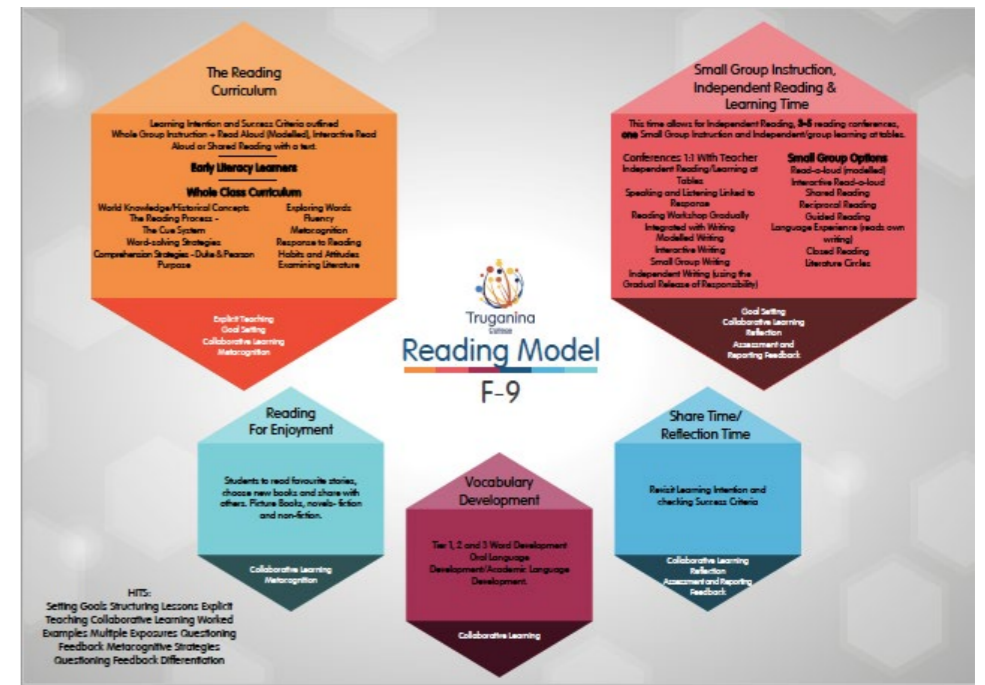 The Reading
Curriculum
Learning Intention and Success Criteria outlined
Whole Group Instruction + Read Aloud (Modelled), Interactive Read
Aloud or Shared Reading with a text.
Early Literacy Learners
Whole Class Curriculum
World Knowledge/Historical Concepts
The Reading Process -
The Cue System
Word-solving Strategies
Comprehension Strategies - Duke & Pearson
Purpose
Exploring Words
Fluency
Metacognition
Response to Reading
Habits and Attitudes
Examining Literature
Explicit Teaching
Goal Setting
Collaborative Learning
Metacognition
Small Group Instruction,
Independent Reading &
Learning Time
This time allows for Independent Reading, 3-5 reading conferences,
one Small Group Instruction and Independent/group learning at tables.
Conferences 1:1 With Teacher
Independent Reading/Learning at
Tables
Speaking and Listening Linked to
Response
Reading Workshop Gradually
Integrated with Writing
Modelled Writing
Interactive Writing
Small Group Writing
Independent Writing (using the
Gradual Release of Responsibility)
Small Group Options
Read-a-loud (modelled)
Interactive Read-a-loud
Shared Reading
Reciprocal Reading
Guided Reading
Language Experience (reads own
writing)
Closed Reading
Literature Circles
Goal Setting
Collaborative Learning
Reflection
Assessment and
Reporting Feedback
Truganina
College
Reading Model
F-9
Reading
For Enjoyment
Students to read favourite stories,
choose new books and share with
others. Picture Books, novels- fiction
and non-fiction.
Collaborative Learning
Metacognition
Vocabulary
Development
Tier 1, 2 and 3 Word Development
Oral Language
Development/Academic Language
Development.
Collaborative Learning
Share Time/
Reflection Time
Revisit Learning Intention and
checking Success Criteria
Collaborative Learning
Reflection
Assessment and Reporting
Feedback
HITS:
Setting Goals Structuring Lessons Explicit
Teaching Collaborative Learning Worked
Examples Multiple Exposures Questioning
Feedback Metacognitive Strategies
Questioning Feedback Differentiation